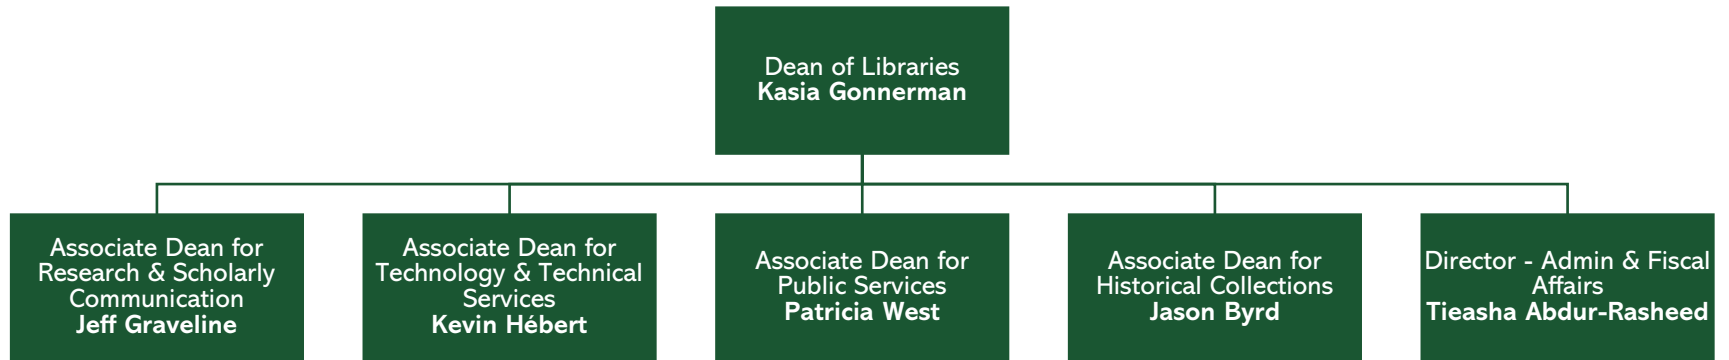 Dean of Libraries
Kasia Gonnerman
Associate Dean for
Research & Scholarly
Communication
Jeff Graveline
Associate Dean for
Technology & Technical
Services
Kevin Hébert
Associate Dean for
Public Services
Patricia West
Associate Dean for
Historical Collections
Jason Byrd
Director - Admin & Fiscal
Affairs
Tieasha Abdur-Rasheed